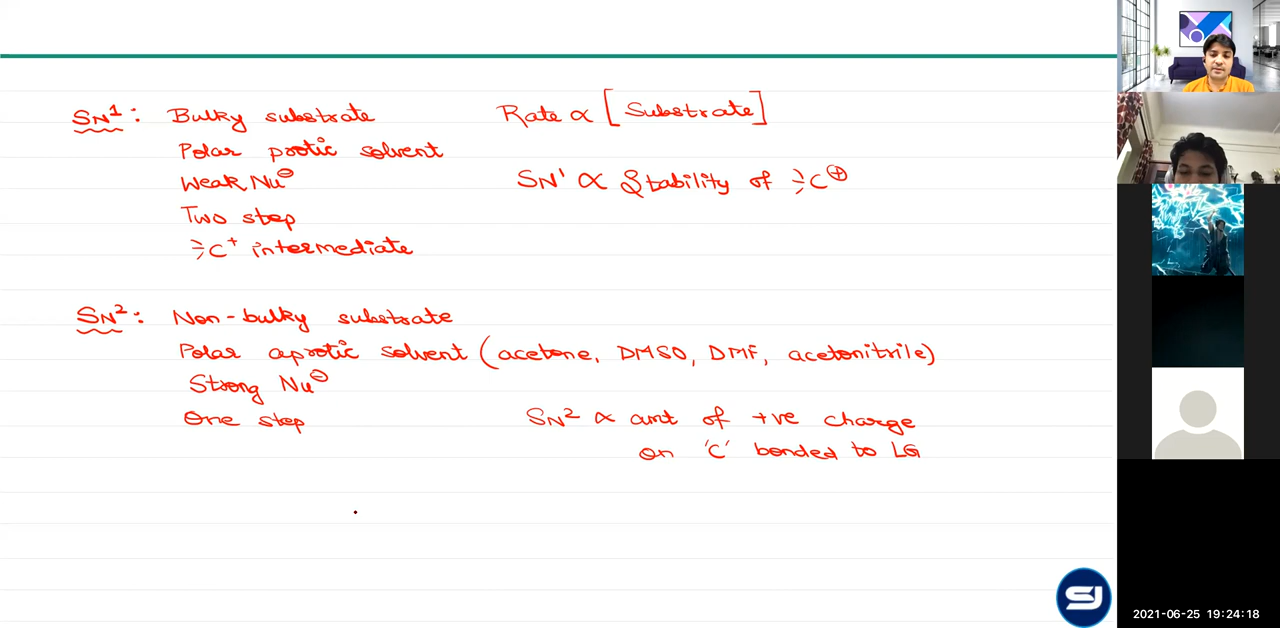 SN¹ : Bulky substrate
Rate ∝ [Substrate]
Polar protic solvent
Weak Nu⊖
SN¹ ∝ Stability of ⩾C⊕
Two step
⩾C⁺ intermediate
SN² : Non-bulky substrate
Polar aprotic solvent (acetone, DMSO, DMF, acetonitrile)
Strong Nu⊖
One step
SN² ∝ amt of +ve charge
on 'C' bonded to LG
SJ
2021-06-25 19:24:18